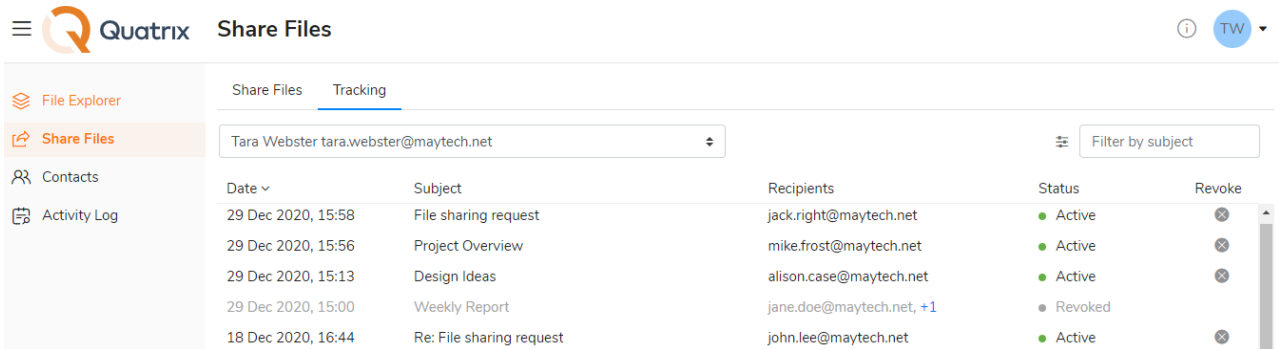 Quatrix Share Files TW
Share Files Tracking
File Explorer
Share Files
Contacts
Activity Log
Tara Webster tara.webster@maytech.net Filter by subject
Date Subject Recipients Status Revoke
29 Dec 2020, 15:58 File sharing request jack.right@maytech.net Active
29 Dec 2020, 15:56 Project Overview mike.frost@maytech.net Active
29 Dec 2020, 15:13 Design Ideas alison.case@maytech.net Active
29 Dec 2020, 15:00 Weekly Report jane.doe@maytech.net, +1 Revoked
18 Dec 2020, 16:44 Re: File sharing request john.lee@maytech.net Active